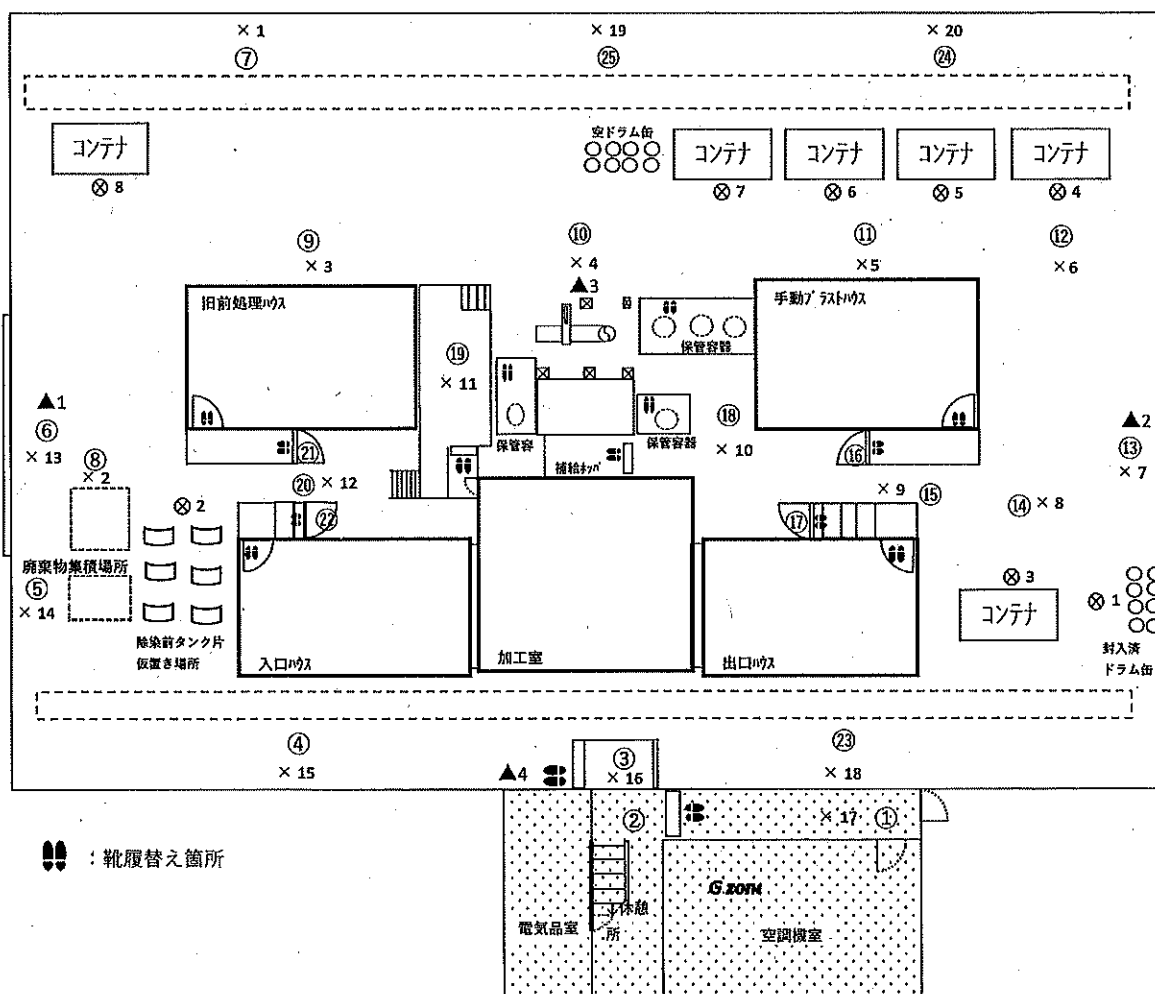 × 1
× 19
× 20
⑦
㉕
㉔
コンテナ
空ドラム缶
コンテナ
コンテナ
コンテナ
コンテナ
⊗ 8
⊗ 7
⊗ 6
⊗ 5
⊗ 4
⑨
⑩
⑪
⑫
× 3
× 4
×5
× 6
▲3
旧前処理ハウス
手動ブラストハウス
保管容器
⑲
× 11
▲1
⑥
× 13
⑧
× 2
⑱
× 10
▲2
⑬
× 7
保管容
保管容器
㉑
⑯
補給ホッパ
⑳
× 12
× 9
⑮
⑭ × 8
⊗ 2
㉒
⑰
廃棄物集積場所
⑤
× 14
⊗ 3
⊗ 1
コンテナ
除染前タンク片
仮置き場所
入口ハウス
加工室
出口ハウス
封入済
ドラム缶
④
× 15
③
× 16
㉓
× 18
▲4
②
× 17
①
：靴履替え箇所
G ZONE
電気品室
休憩
所
空調機室